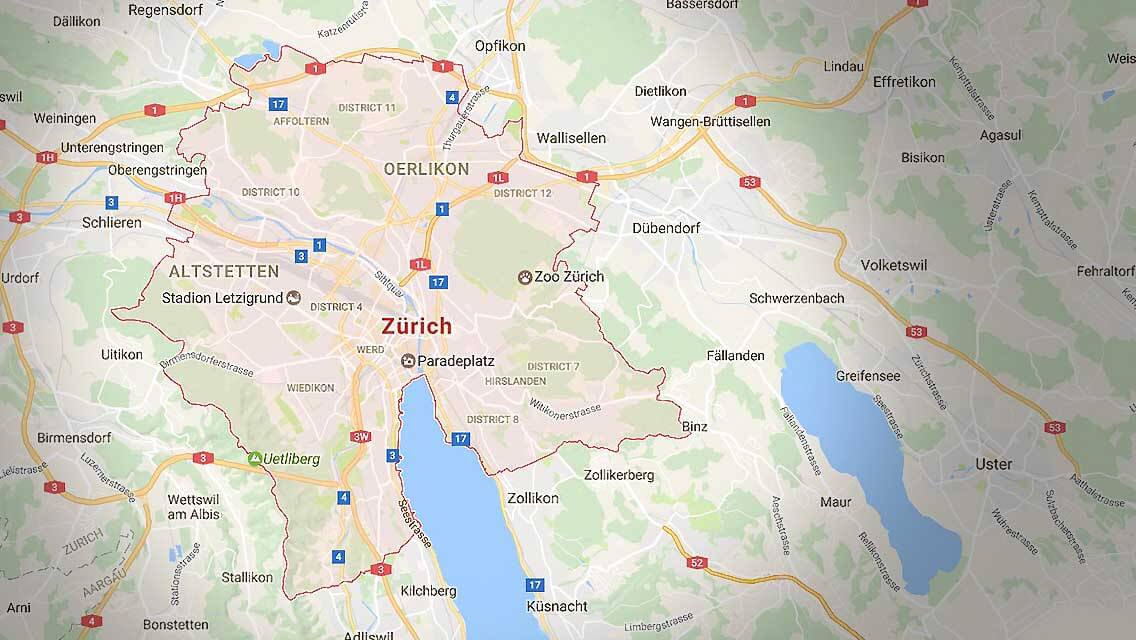 Regensdorf
Bassersdorf
Dällikon
Katzenrütistrasse
Opfikon
Lindau
Effretikon
Kempttalstrasse
Dietlikon
1
1
1
1
53
swil
17
DISTRICT 11
4
Thurgauerstrasse
Wangen-Brüttisellen
Weiningen
AFFOLTERN
Wallisellen
Agasul
Unterengstringen
1H
Oberengstringen
OERLIKON
Bisikon
DISTRICT 10
1L
1
53
DISTRICT 12
3
1H
3
1
Schlieren
Dübendorf
Usterstrasse
Kempttalstrasse
1
3
Volketswil
ALTSTETTEN
1L
Fehraltorf
Urdorf
Sihlquai
17
Zoo Zürich
Stadion Letzigrund
DISTRICT 4
Schwerzenbach
3
Zürich
53
WERD
Uitikon
Birmensdorferstrasse
Paradeplatz
Fällanden
DISTRICT 7
Greifensee
Zürichstrasse
WIEDIKON
HIRSLANDEN
Seestrasse
Witikonerstrasse
DISTRICT 8
Binz
Fällandenstrasse
53
Birmensdorf
3W
17
3
3
Uetliberg
Luzernerstrasse
Zollikerberg
Uster
3
4
Wettswil
am Albis
Zollikon
Maur
Aathalstrasse
Seestrasse
Aeschstrasse
Wührestrasse
Sulzbacherstrasse
ZÜRICH
AARGAU
4
52
Rellikonstrasse
Stationsstrasse
3
Stallikon
Kilchberg
17
Küsnacht
Arni
4
Bonstetten
Adliswil
Limbergstrasse